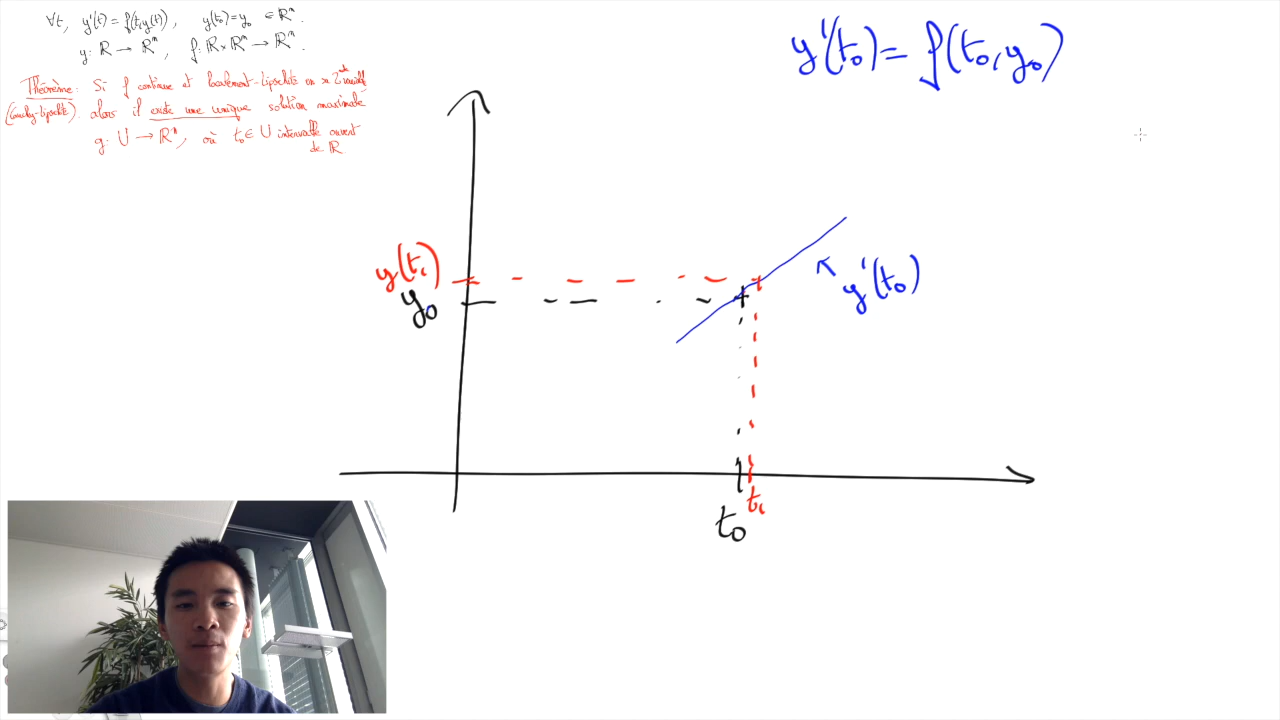 ∀t, y'(t) = f(t,y(t)), y(t₀)=y₀ ∈ ℝⁿ.
y: ℝ → ℝⁿ, f: ℝ×ℝⁿ → ℝⁿ.
Théorème: Si f continue et localement-Lipschitz en sa 2nde variable
(Cauchy-Lipschitz) alors il existe une unique solution maximale
y: U → ℝⁿ, où t₀ ∈ U intervalle ouvert
de ℝ
y'(t₀) = f(t₀,y₀)
y(t₁)
y₀
y'(t₀)
t₁
t₀